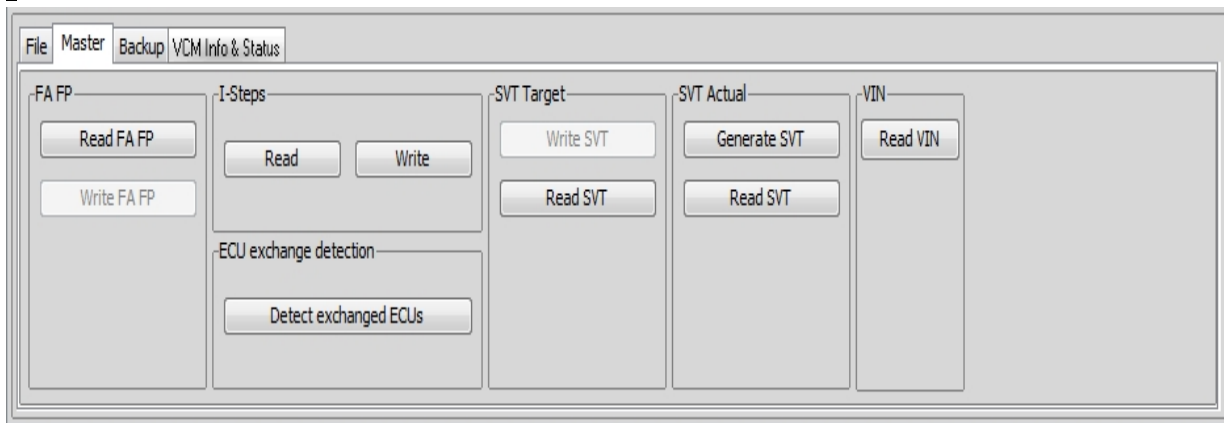 File Master Backup VCM Info & Status
FA FP
Read FA FP
Write FA FP
I-Steps
Read Write
ECU exchange detection
Detect exchanged ECUs
SVT Target
Write SVT
Read SVT
SVT Actual
Generate SVT
Read SVT
VIN
Read VIN